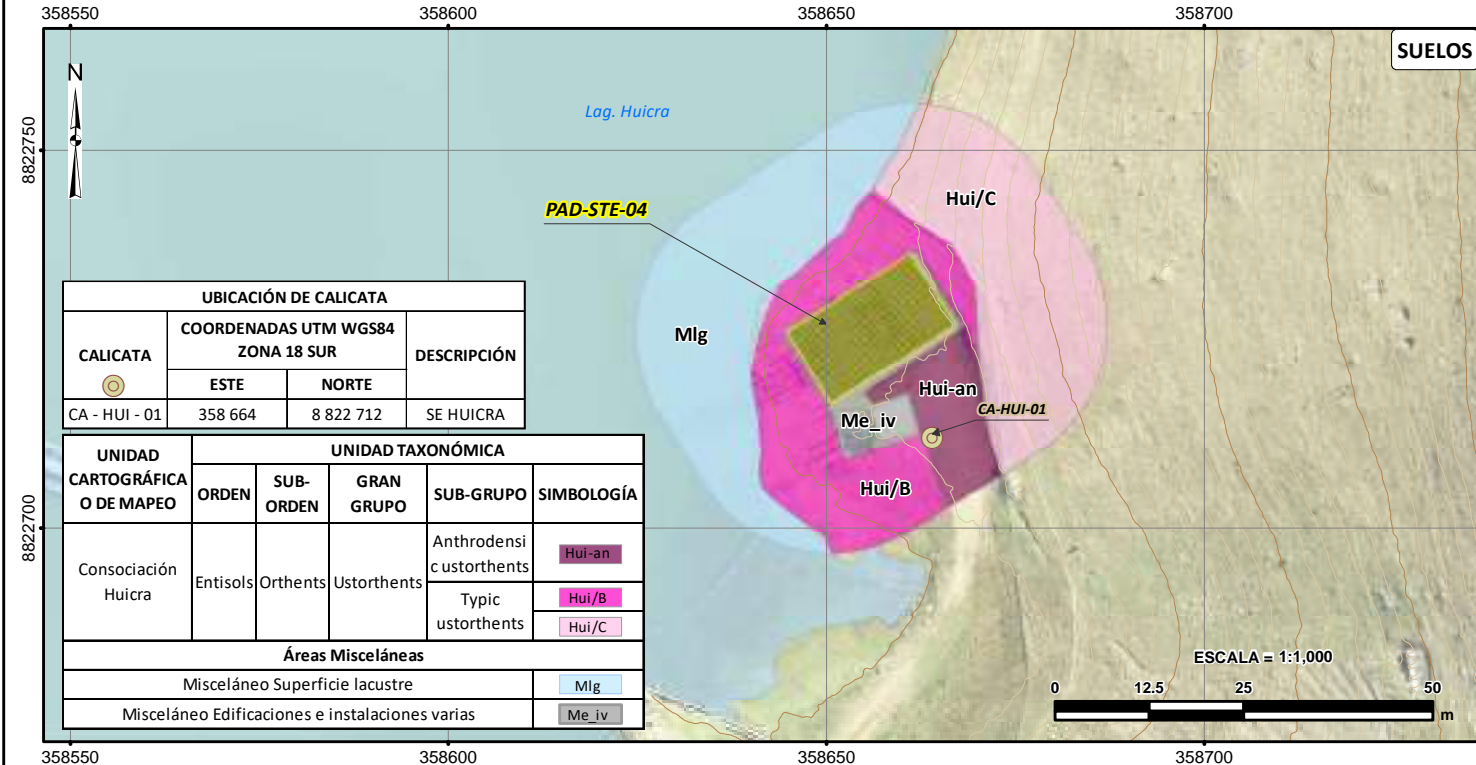 358550
358600
358650
358700
SUELOS
N
Lag. Huicra
8822750
Hui/C
PAD-STE-04
Mlg
Hui-an
CA-HUI-01
Me_iv
Hui/B
8822700
UBICACIÓN DE CALICATA
CALICATA
COORDENADAS UTM WGS84
ZONA 18 SUR
DESCRIPCIÓN
ESTE
NORTE
CA - HUI - 01
358 664
8 822 712
SE HUICRA
UNIDAD
CARTOGRÁFICA
O DE MAPEO
UNIDAD TAXONÓMICA
ORDEN
SUB-
ORDEN
GRAN
GRUPO
SUB-GRUPO
SIMBOLOGÍA
Consociación
Huicra
Entisols
Orthents
Ustorthents
Anthrodensi
c ustorthents
Hui-an
Typic
ustorthents
Hui/B
Hui/C
Áreas Misceláneas
Misceláneo Superficie lacustre
Mlg
Misceláneo Edificaciones e instalaciones varias
Me_iv
ESCALA = 1:1,000
0
12.5
25
50
m
358550
358600
358650
358700